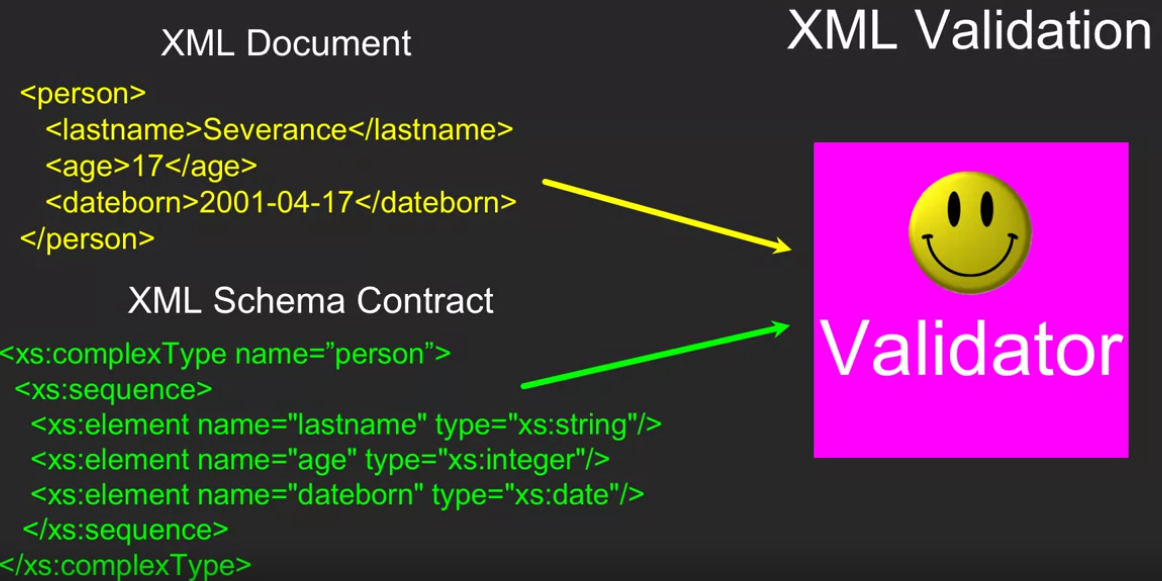 XML Document
XML Validation
<person>
<lastname>Severance</lastname>
<age>17</age>
<dateborn>2001-04-17</dateborn>
</person>
XML Schema Contract
<xs:complexType name=”person”>
<xs:sequence>
<xs:element name="lastname" type="xs:string"/>
<xs:element name="age" type="xs:integer"/>
<xs:element name="dateborn" type="xs:date"/>
</xs:sequence>
</xs:complexType>
Validator